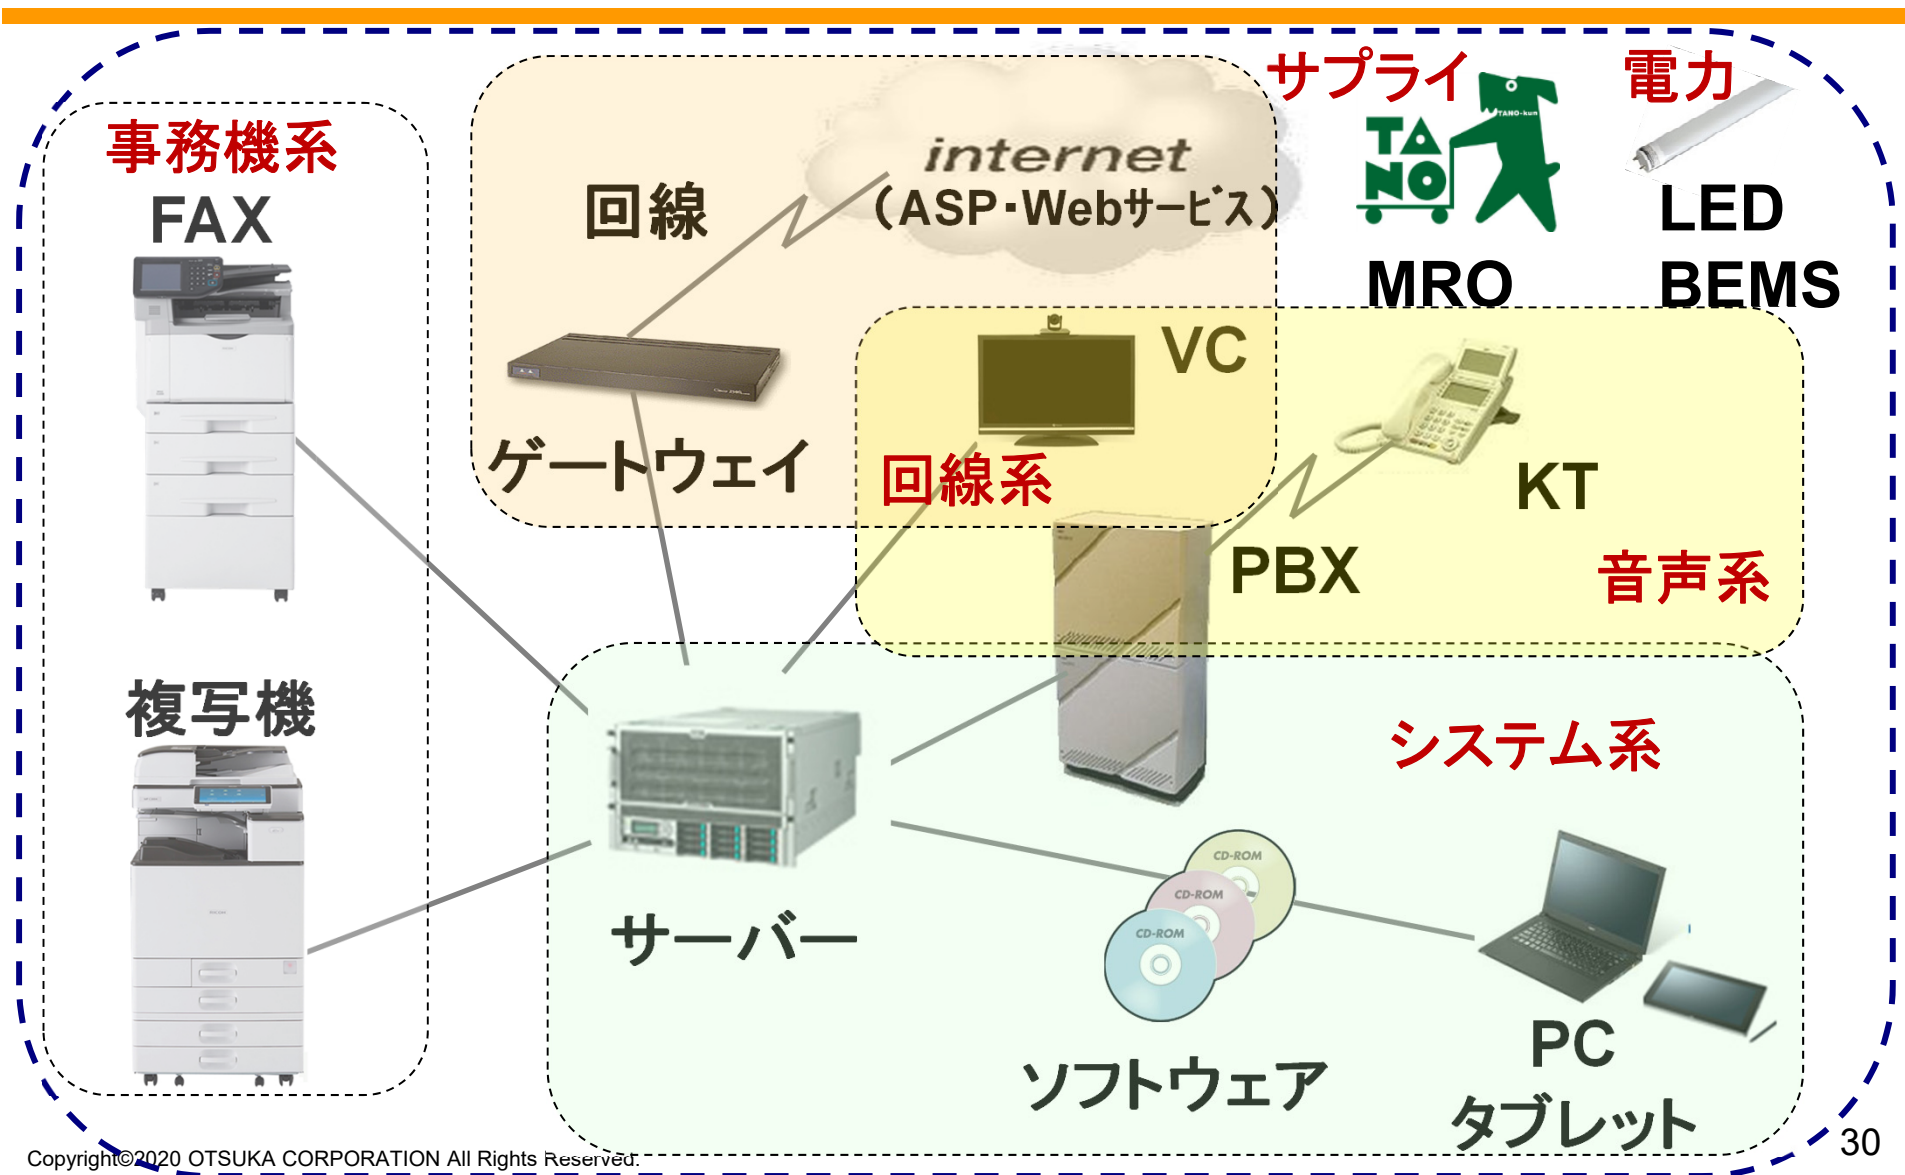 事務機系
FAX
複写機
回線
internet
(ASP・Webサービス)
ゲートウェイ
回線系
VC
サプライ
TANO-kun
TA
NO
MRO
電力
LED
BEMS
KT
PBX
音声系
システム系
サーバー
CD-ROM
CD-ROM
CD-ROM
ソフトウェア
PC
タブレット
Copyright©2020 OTSUKA CORPORATION All Rights Reserved.
30